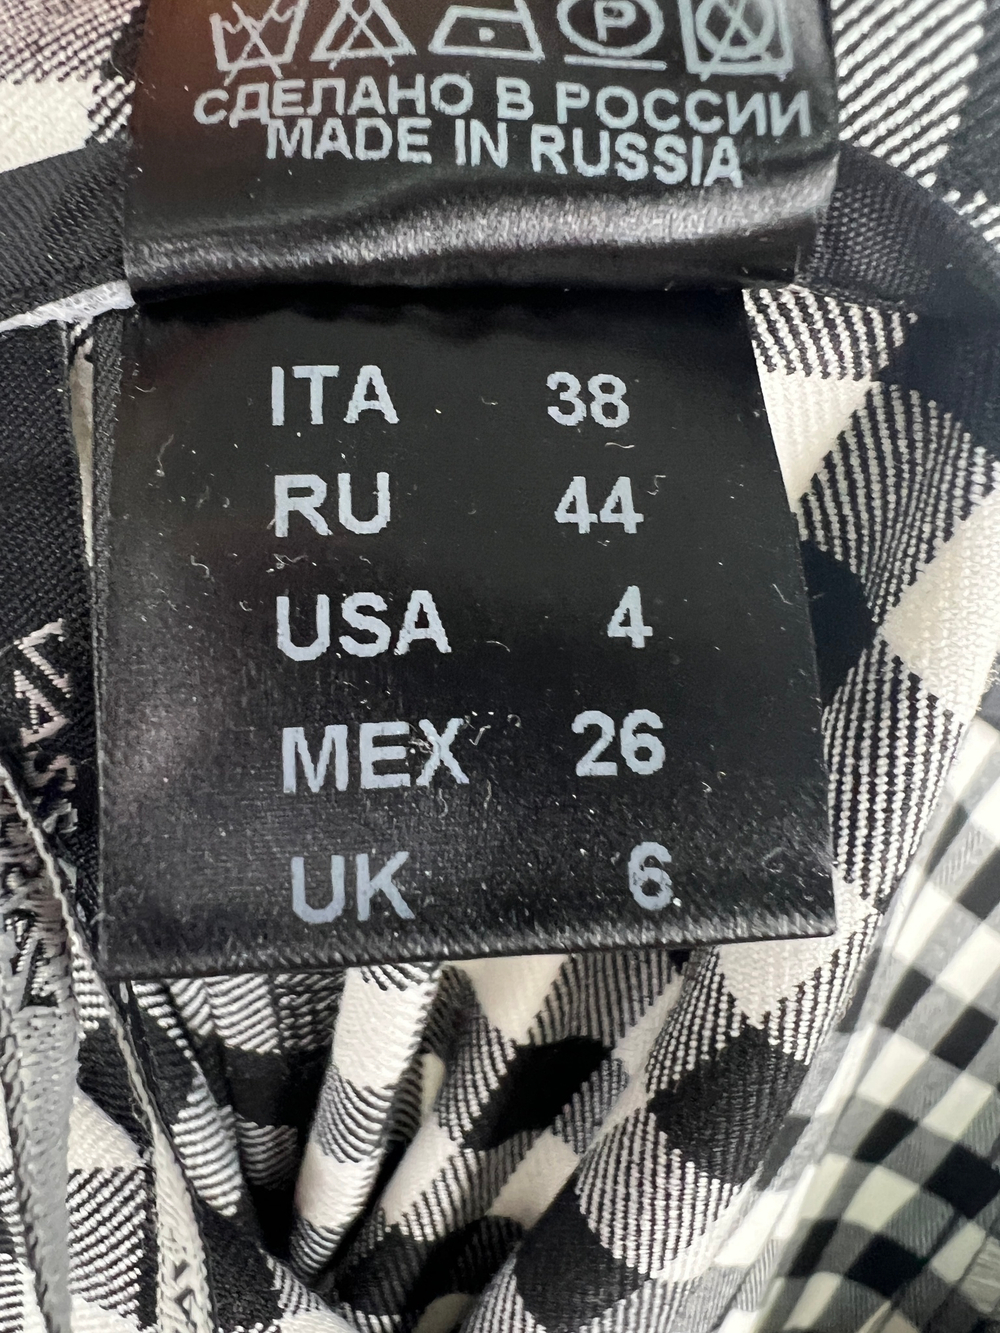 СДЕЛАНО В РОССИИ
MADE IN RUSSIA
ITA 38
RU 44
USA 4
MEX 26
UK 6